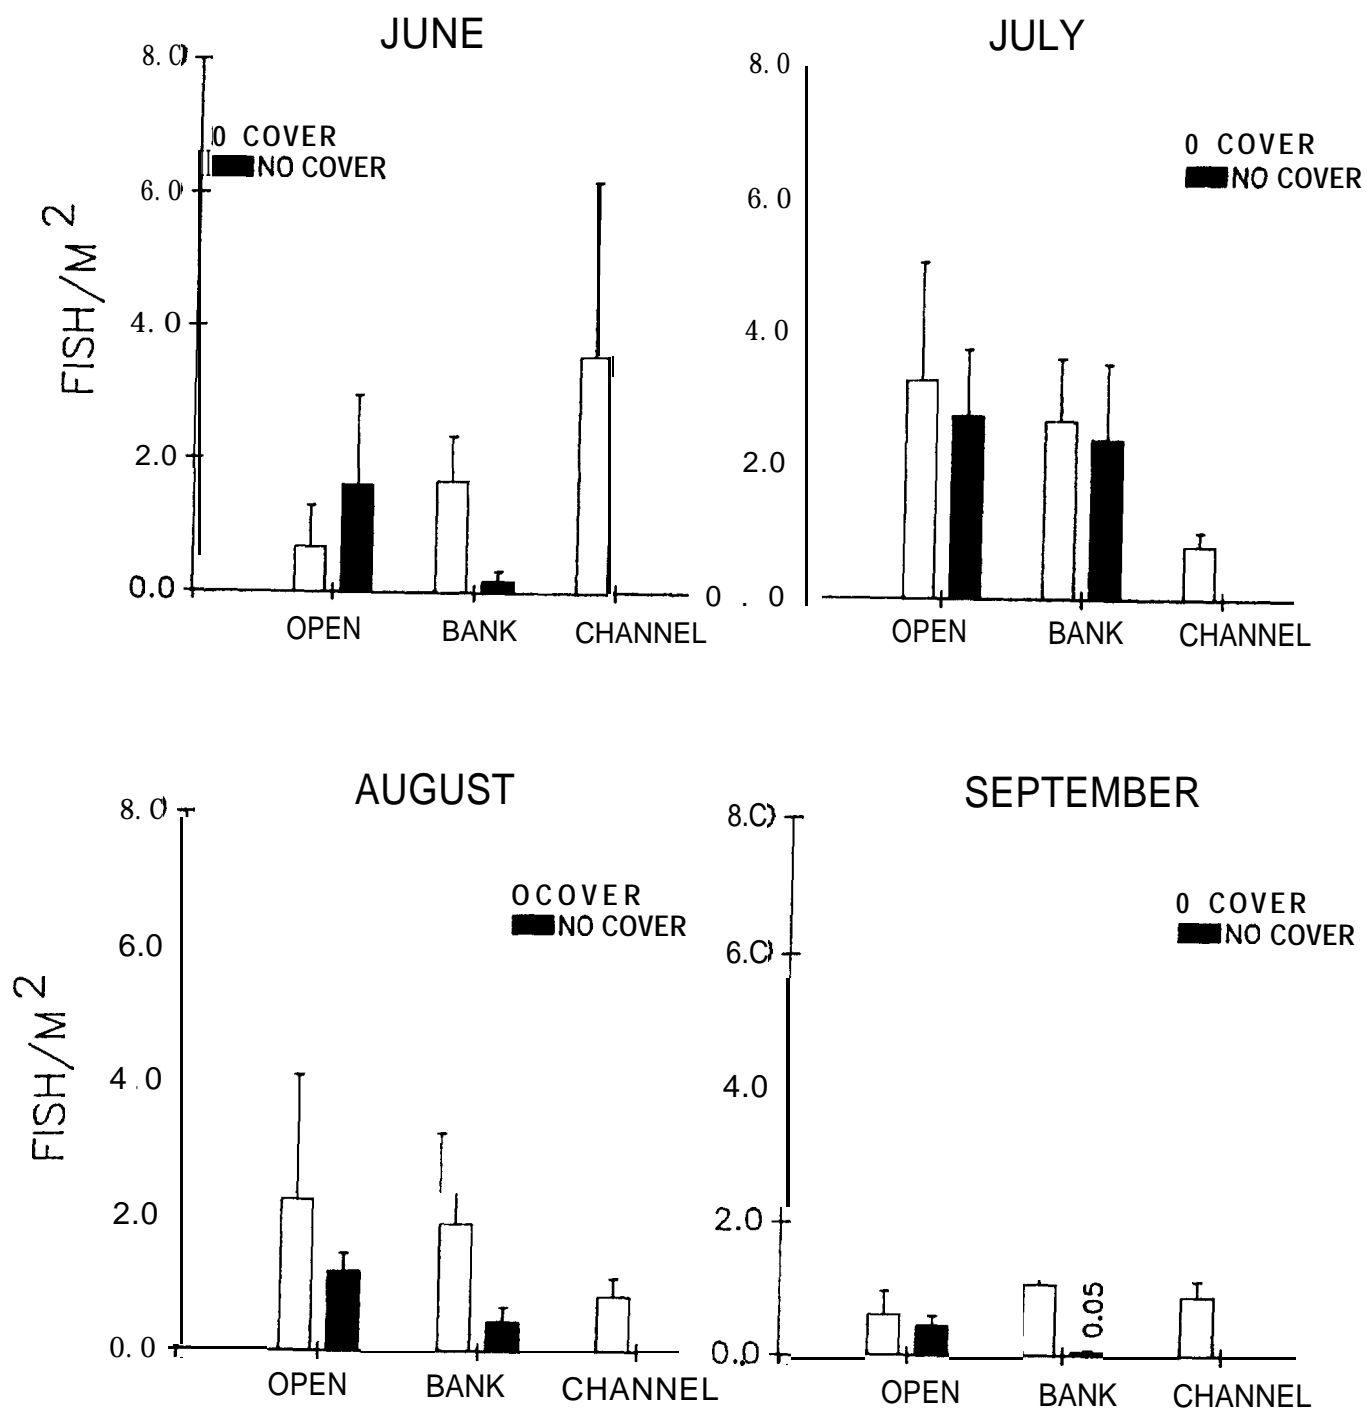 JUNE
8.0
0 COVER
NO COVER
6.0
4.0
2.0
0.0
FISH/M 2
OPEN BANK CHANNEL
JULY
8.0
0 COVER
NO COVER
6.0
4.0
2.0
0 . 0
OPEN BANK CHANNEL
AUGUST
8.0
OCOVER
NO COVER
6.0
4.0
2.0
0.0
FISH/M 2
OPEN BANK CHANNEL
SEPTEMBER
8.0
0 COVER
NO COVER
6.0
4.0
2.0
0.0
0.05
OPEN BANK CHANNEL